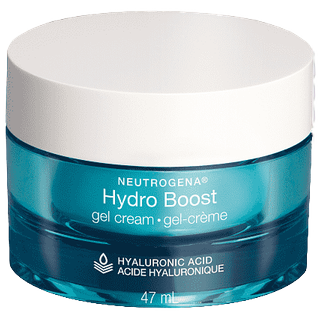 NEUTROGENA®
Hydro Boost
gel cream • gel-crème
HYALURONIC ACID
ACIDE HYALURONIQUE
47 mL